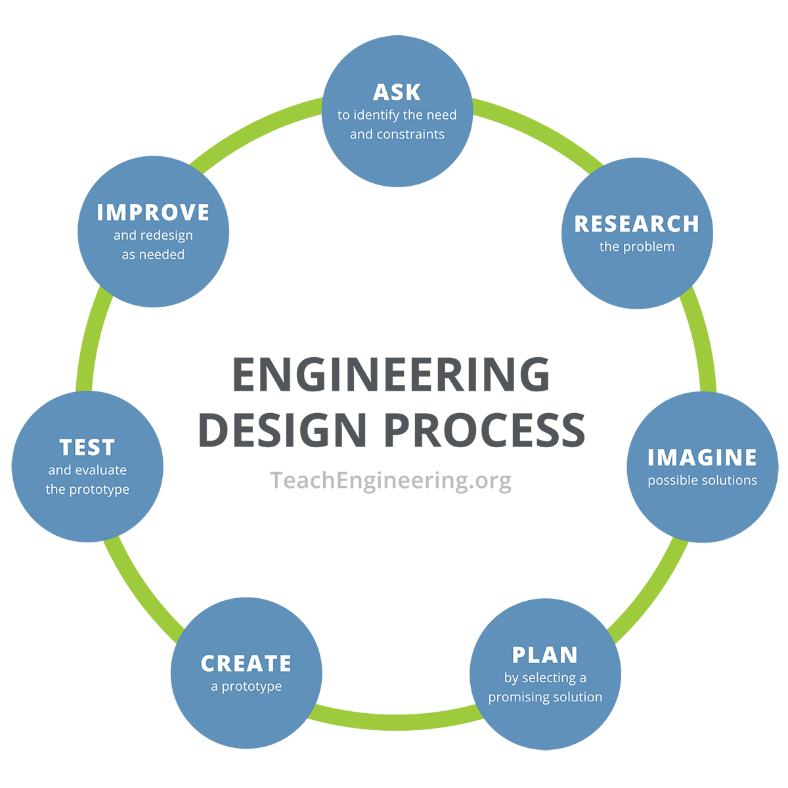 ASK
to identify the need
and constraints
RESEARCH
the problem
IMAGINE
possible solutions
PLAN
by selecting a
promising solution
CREATE
a prototype
TEST
and evaluate
the prototype
IMPROVE
and redesign
as needed
ENGINEERING
DESIGN PROCESS
TeachEngineering.org